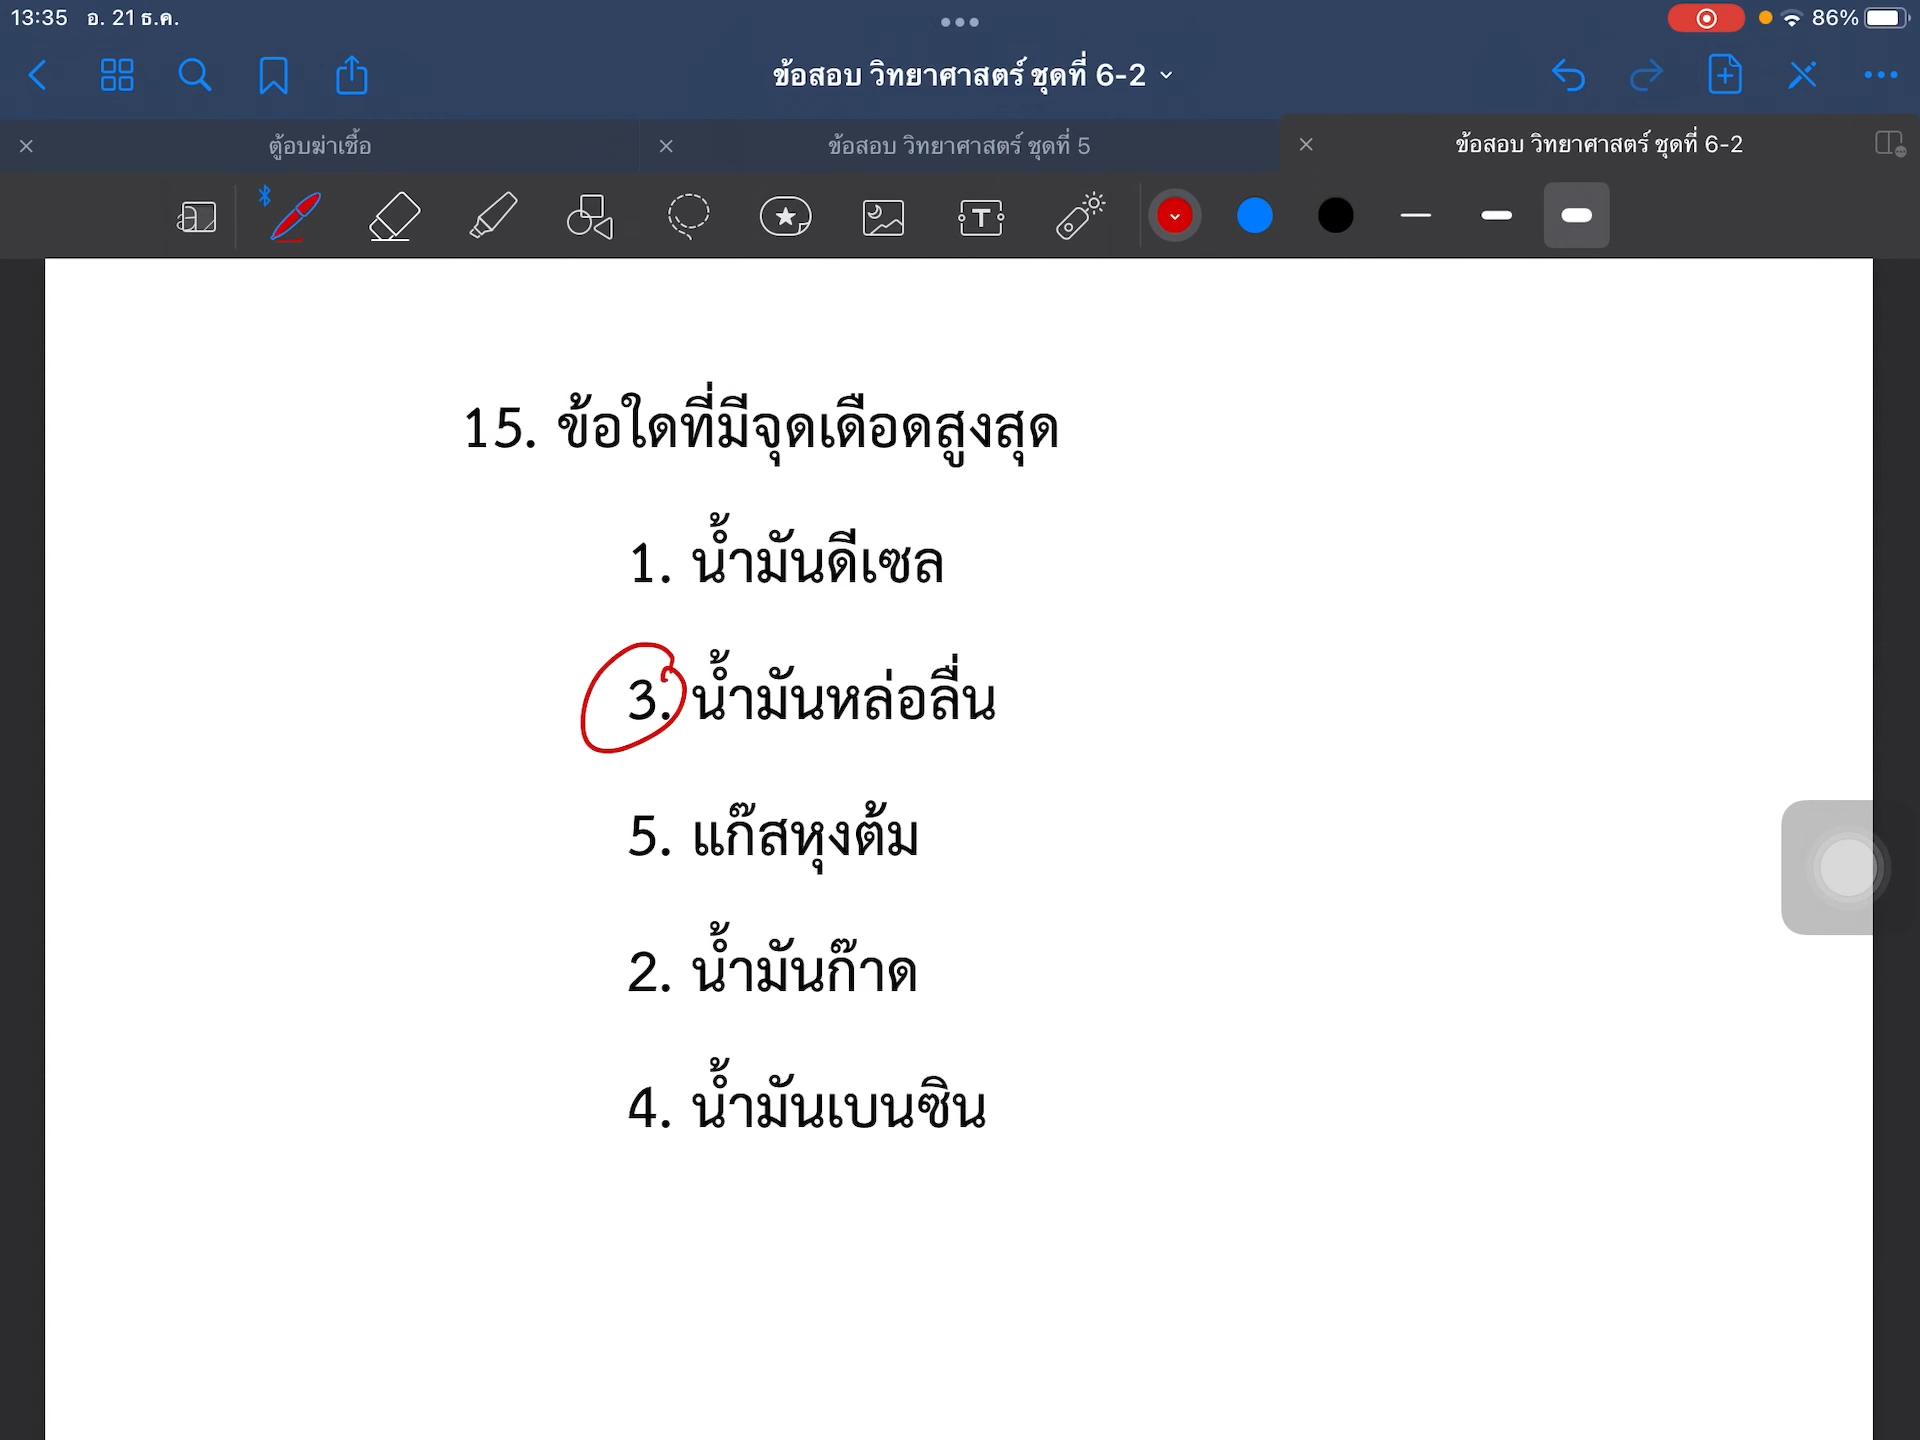 13:35 อ. 21 ธ.ค.
86%
ข้อสอบ วิทยาศาสตร์ ชุดที่ 6-2
ตู้อบฆ่าเชื้อ
ข้อสอบ วิทยาศาสตร์ ชุดที่ 5
ข้อสอบ วิทยาศาสตร์ ชุดที่ 6-2
15. ข้อใดที่มีจุดเดือดสูงสุด
1. น้ำมันดีเซล
3. น้ำมันหล่อลื่น
5. แก๊สหุงต้ม
2. น้ำมันก๊าด
4. น้ำมันเบนซิน